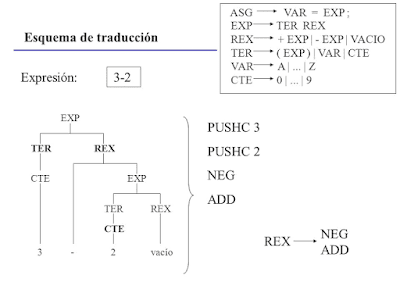 Esquema de traducción
ASG → VAR = EXP ;
EXP → TER REX
REX → + EXP | - EXP | VACIO
TER → ( EXP ) | VAR | CTE
VAR → A | ... | Z
CTE → 0 | ... | 9
Expresión: 3-2
EXP
TER REX
CTE EXP
TER REX
CTE
3 - 2 vacio
PUSHC 3
PUSHC 2
NEG
ADD
REX → NEG
ADD